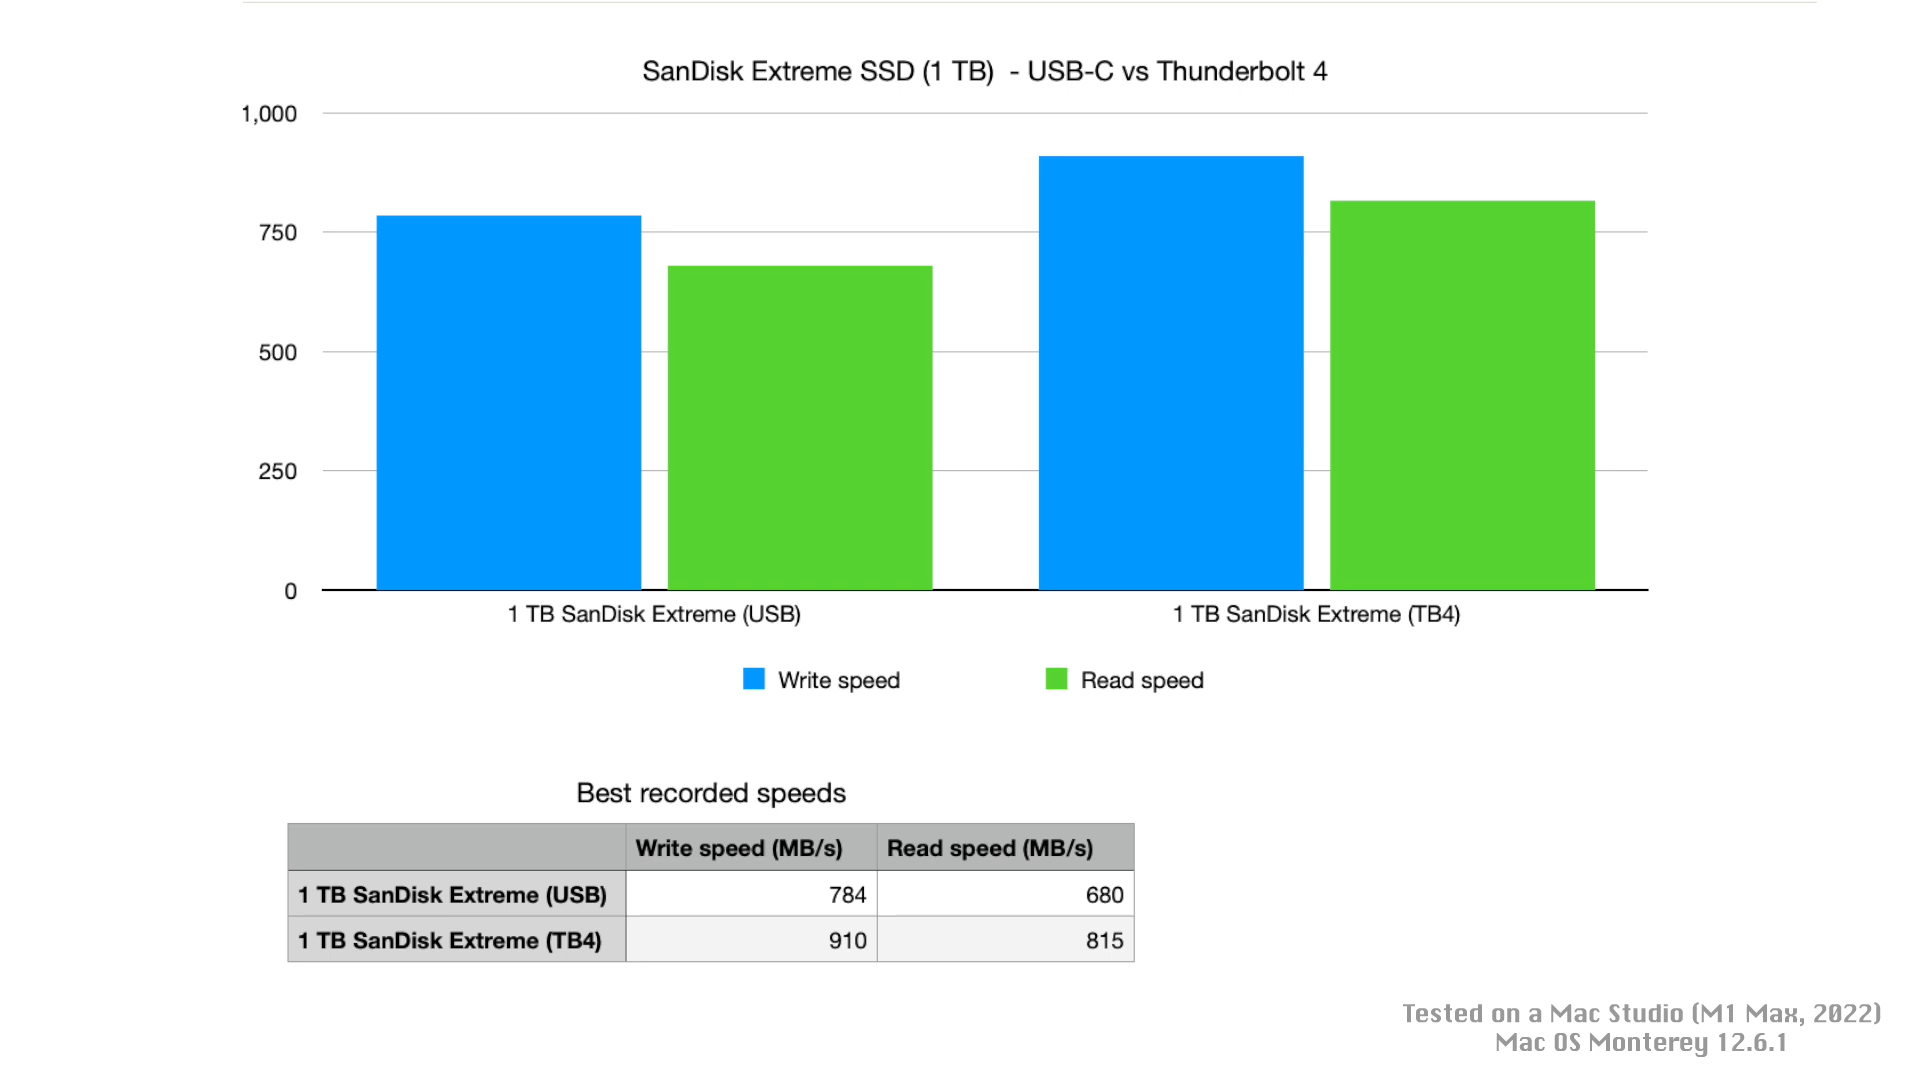 SanDisk Extreme SSD (1 TB)  - USB-C vs Thunderbolt 4
1,000
750
500
250
0
1 TB SanDisk Extreme (USB)
1 TB SanDisk Extreme (TB4)
Write speed
Read speed
Best recorded speeds
Write speed (MB/s) Read speed (MB/s)
1 TB SanDisk Extreme (USB) 784 680
1 TB SanDisk Extreme (TB4) 910 815
Tested on a Mac Studio (M1 Max, 2022)
Mac OS Monterey 12.6.1